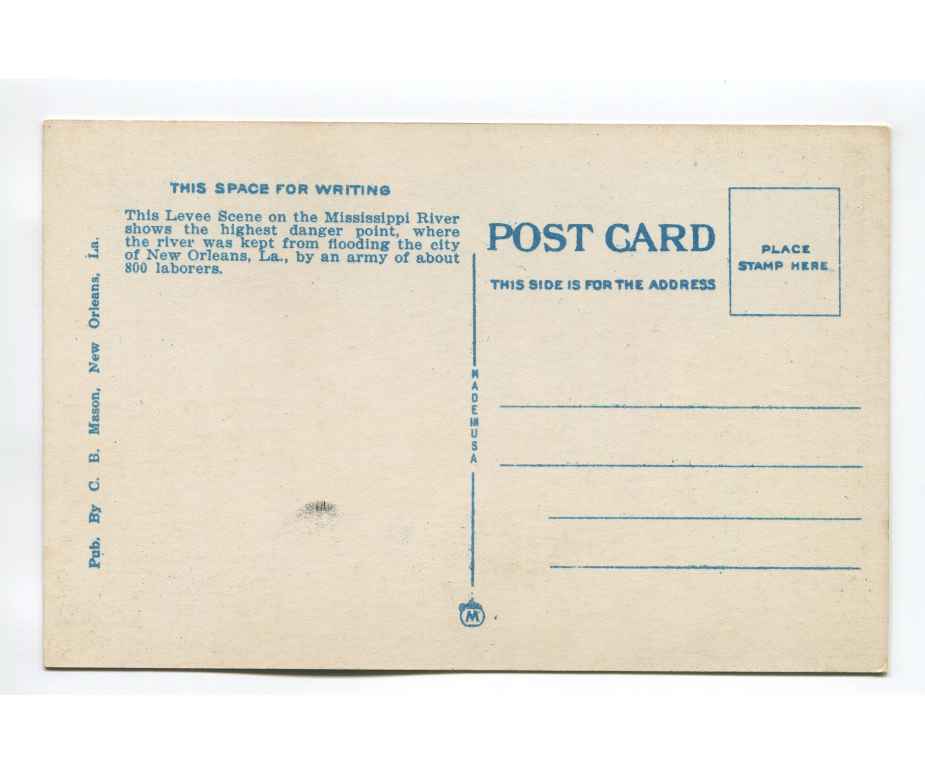 THIS SPACE FOR WRITING
This Levee Scene on the Mississippi River
shows the highest danger point, where
the river was kept from flooding the city
of New Orleans, La., by an army of about
800 laborers.
Pub. By C. B. Mason, New Orleans, La.
MADE IN USA
M
POST CARD
THIS SIDE IS FOR THE ADDRESS
PLACE
STAMP HERE